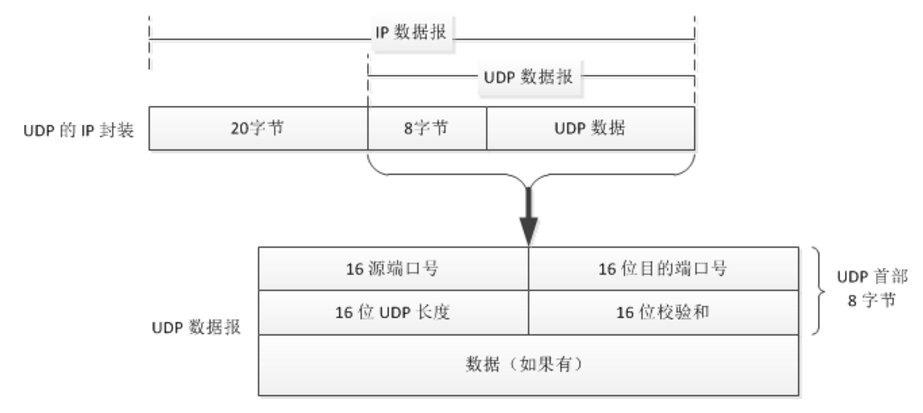 IP 数据报
UDP 数据报
UDP 的 IP 封装
20字节
8字节
UDP 数据
16 源端口号
16 位目的端口号
UDP 首部
8 字节
16 位 UDP 长度
16 位校验和
UDP 数据报
数据（如果有）